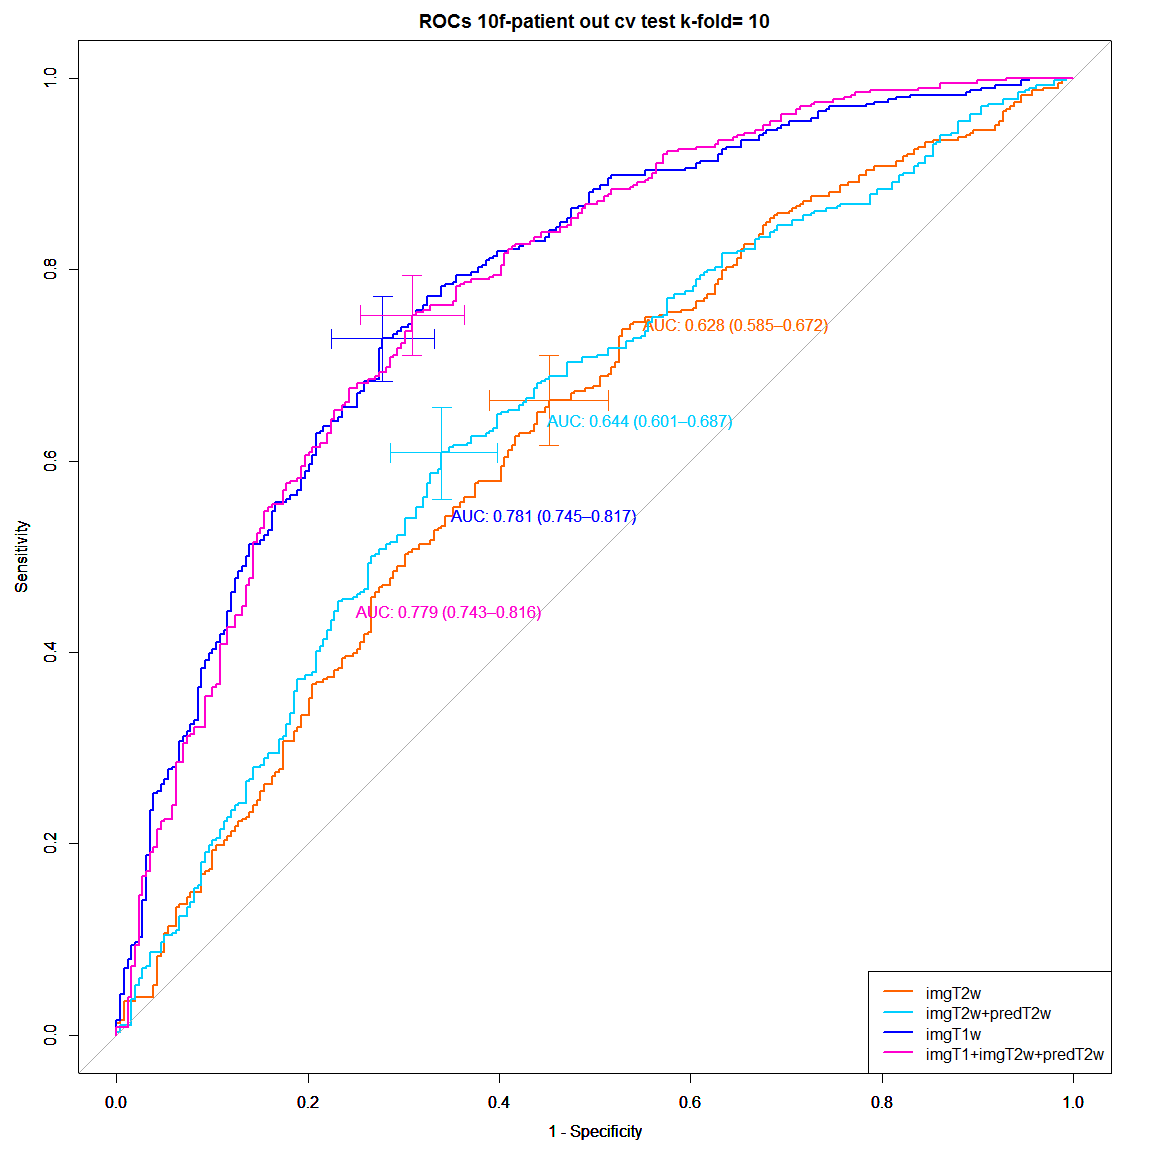 ROCs 10f-patient out cv test k-fold= 10
1.0
0.8
0.6
0.4
0.2
0.0
Sensitivity
AUC: 0.628 (0.585–0.672)
AUC: 0.644 (0.601–0.687)
AUC: 0.781 (0.745–0.817)
AUC: 0.779 (0.743–0.816)
imgT2w
imgT2w+predT2w
imgT1w
imgT1+imgT2w+predT2w
0.0 0.2 0.4 0.6 0.8 1.0
1 - Specificity